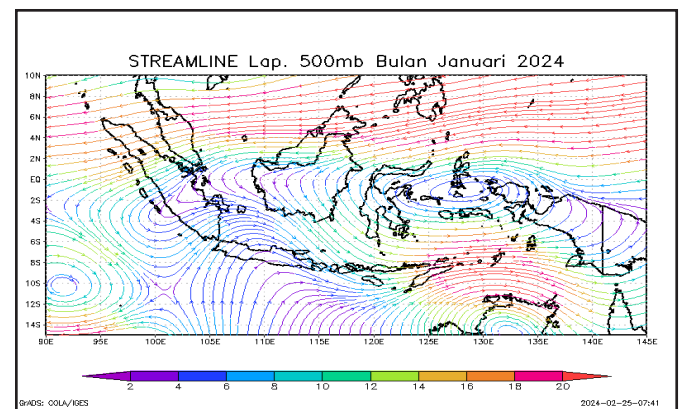 STREAMLINE Lap. 500mb Bulan Januari 2024
10N
8N
6N
4N
2N
EQ
2S
4S
6S
8S
10S
12S
14S
90E 95E 100E 105E 110E 115E 120E 125E 130E 135E 140E 145E
2 4 6 8 10 12 14 16 18 20
GrADS: COLA/IGES 2024-02-25-07:41